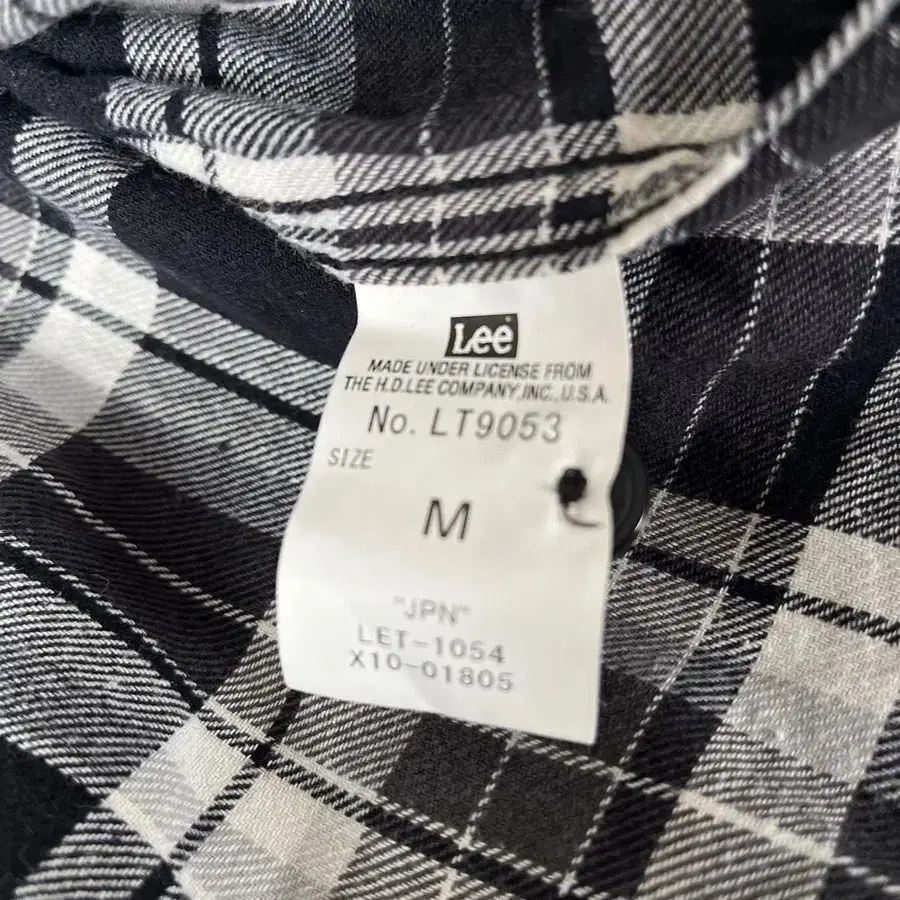 Lee
MADE UNDER LICENSE FROM
THE H.D.LEE COMPANY,INC.,U.S.A.
No. LT9053
SIZE
M
"JPN"
LET-1054
X10-01805